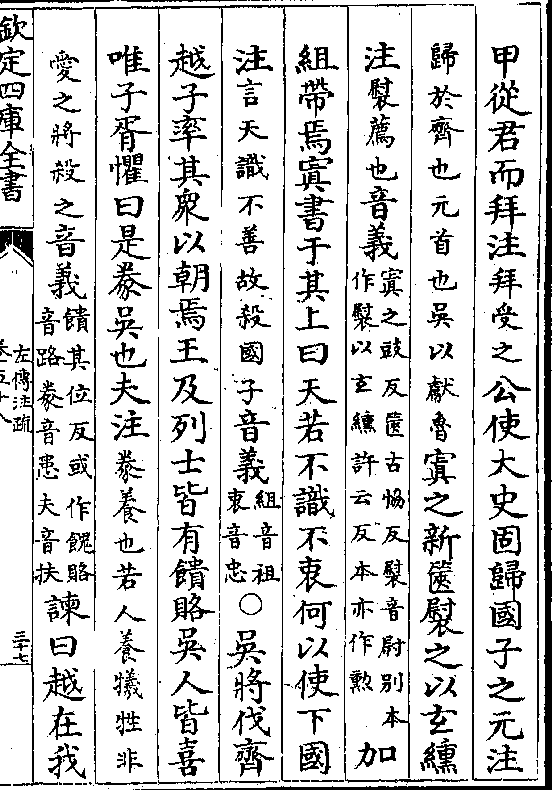 甲從君而拜注拜受之公使大史固歸國子之元注
歸於齊也元首也吳以獻魯寘之新篋褽之以玄纁
注褽薦也音義寘之豉反篋古恊反褽音尉别本作褽以玄纁許云反本亦作勲加
組帶焉寘書于其上曰天若不識不衷何以使下國
注言天識不善故殺國子音義組音祖衷音忠○吳將伐齊
越子率其衆以朝焉王及列士皆有饋賂吳人皆喜
唯子胥懼曰是豢吳也夫注豢養也若人養犧牲非
愛之將殺之音義饋其位反或作餽賂音路豢音患夫音扶諫曰越在我
欽定四庫全書
左傳注疏
卷五十八
三十七